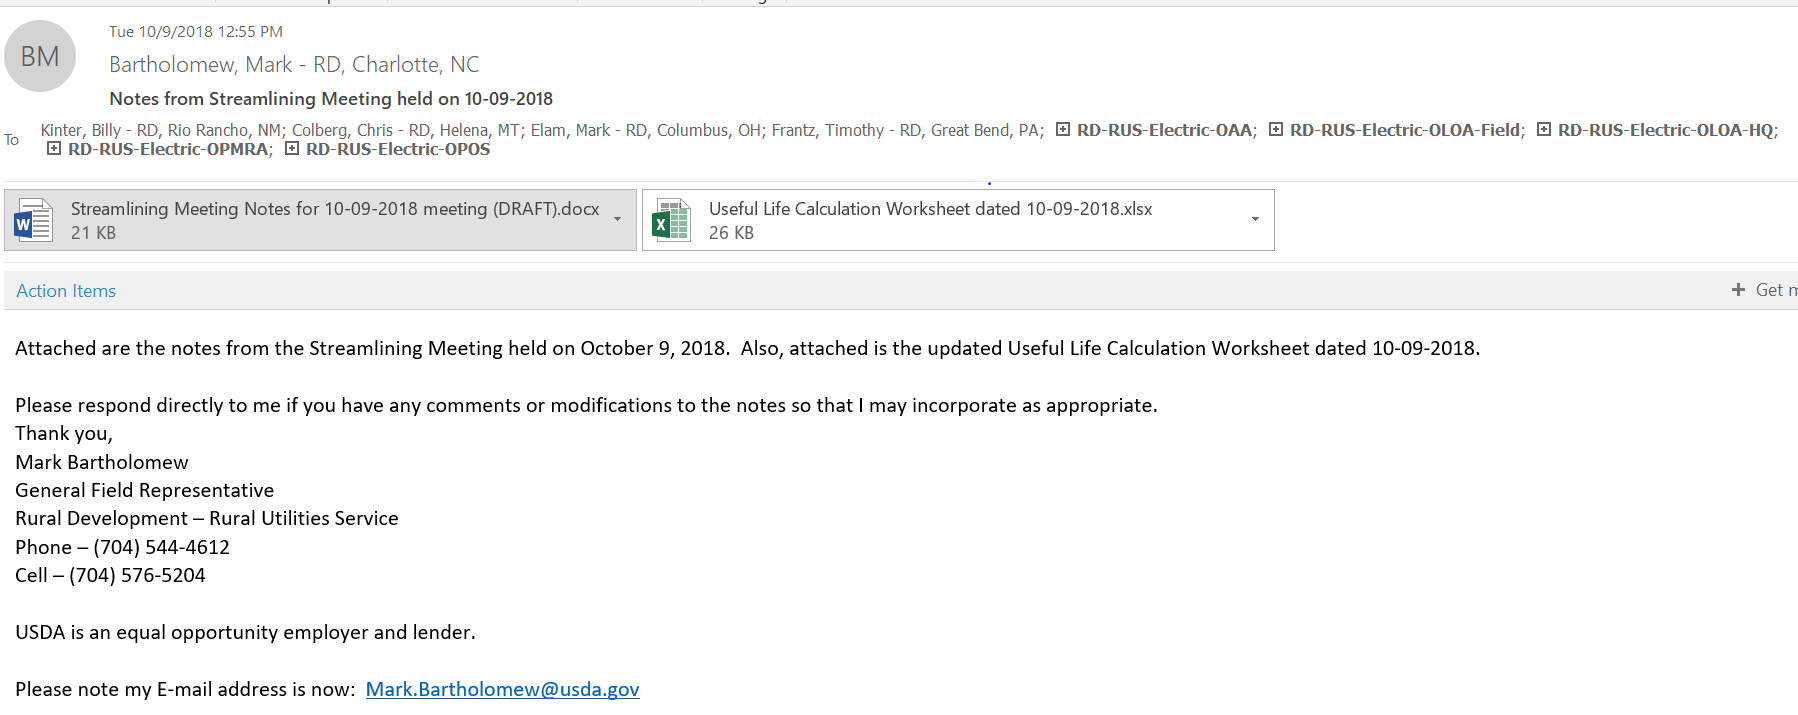 BM
Tue 10/9/2018 12:55 PM
Bartholomew, Mark - RD, Charlotte, NC
Notes from Streamlining Meeting held on 10-09-2018
To Kinter, Billy - RD, Rio Rancho, NM; Colberg, Chris - RD, Helena, MT; Elam, Mark - RD, Columbus, OH; Frantz, Timothy - RD, Great Bend, PA; RD-RUS-Electric-OAA; RD-RUS-Electric-OLOA-Field; RD-RUS-Electric-OLOA-HQ;
RD-RUS-Electric-OPMRA; RD-RUS-Electric-OPOS
Streamlining Meeting Notes for 10-09-2018 meeting (DRAFT).docx
21 KB
Useful Life Calculation Worksheet dated 10-09-2018.xlsx
26 KB
Action Items
+ Get
Attached are the notes from the Streamlining Meeting held on October 9, 2018.  Also, attached is the updated Useful Life Calculation Worksheet dated 10-09-2018.
Please respond directly to me if you have any comments or modifications to the notes so that I may incorporate as appropriate.
Thank you,
Mark Bartholomew
General Field Representative
Rural Development – Rural Utilities Service
Phone – (704) 544-4612
Cell – (704) 576-5204
USDA is an equal opportunity employer and lender.
Please note my E-mail address is now:  Mark.Bartholomew@usda.gov